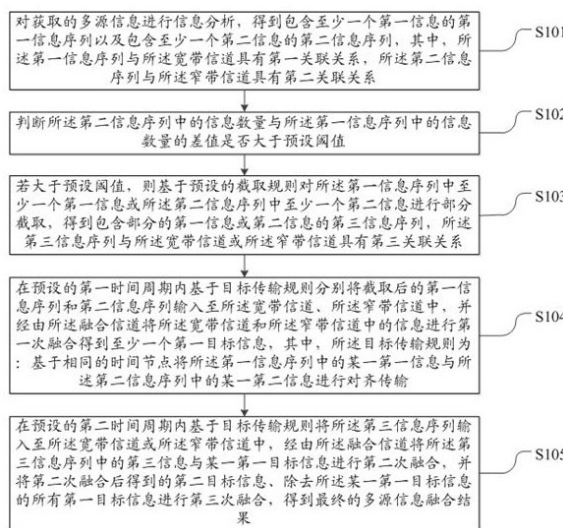 对获取的多源信息进行信息分析，得到包含至少一个第一信息的第
一信息序列以及包含至少一个第二信息的第二信息序列，其中，所
述第一信息序列与所述宽带信道具有第一关联关系，所述第二信息
序列与所述窄带信道具有第二关联关系
S101
判断所述第二信息序列中的信息数量与所述第一信息序列中的信息
数量的差值是否大于预设阈值
S102
若大于预设阈值，则基于预设的截取规则对所述第一信息序列中至
少一个第一信息或所述第二信息序列中至少一个第二信息进行部分
截取，得到包含部分的第一信息或第二信息的第三信息序列，所述
第三信息序列与所述宽带信道或所述窄带信道具有第三关联关系
S103
在预设的第一时间周期内基于目标传输规则分别将截取后的第一信
息序列和第二信息序列输入至所述宽带信道、所述窄带信道中，并
经由所述融合信道将所述宽带信道和所述窄带信道中的信息进行第
一次融合得到至少一个第一目标信息，其中，所述目标传输规则为
：基于相同的时间节点将所述第一信息序列中的某一第一信息与所
述第二信息序列中的某一第二信息进行对齐传输
S104
在预设的第二时间周期内基于目标传输规则将所述第三信息序列输
入至所述宽带信道或所述窄带信道中，经由所述融合信道将所述第
三信息序列中的第三信息与某一第一目标信息进行第二次融合，并
将第二次融合后得到的第二目标信息、除去所述某一第一目标信息
的所有第一目标信息进行第三次融合，得到最终的多源信息融合结
果
S105